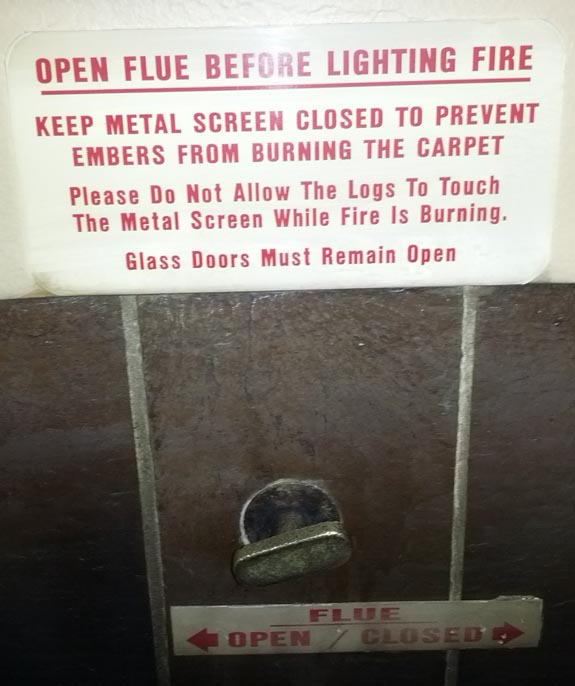 OPEN FLUE BEFORE LIGHTING FIRE
KEEP METAL SCREEN CLOSED TO PREVENT
EMBERS FROM BURNING THE CARPET
Please Do Not Allow The Logs To Touch
The Metal Screen While Fire Is Burning.
Glass Doors Must Remain Open
FLUE
OPEN / CLOSED